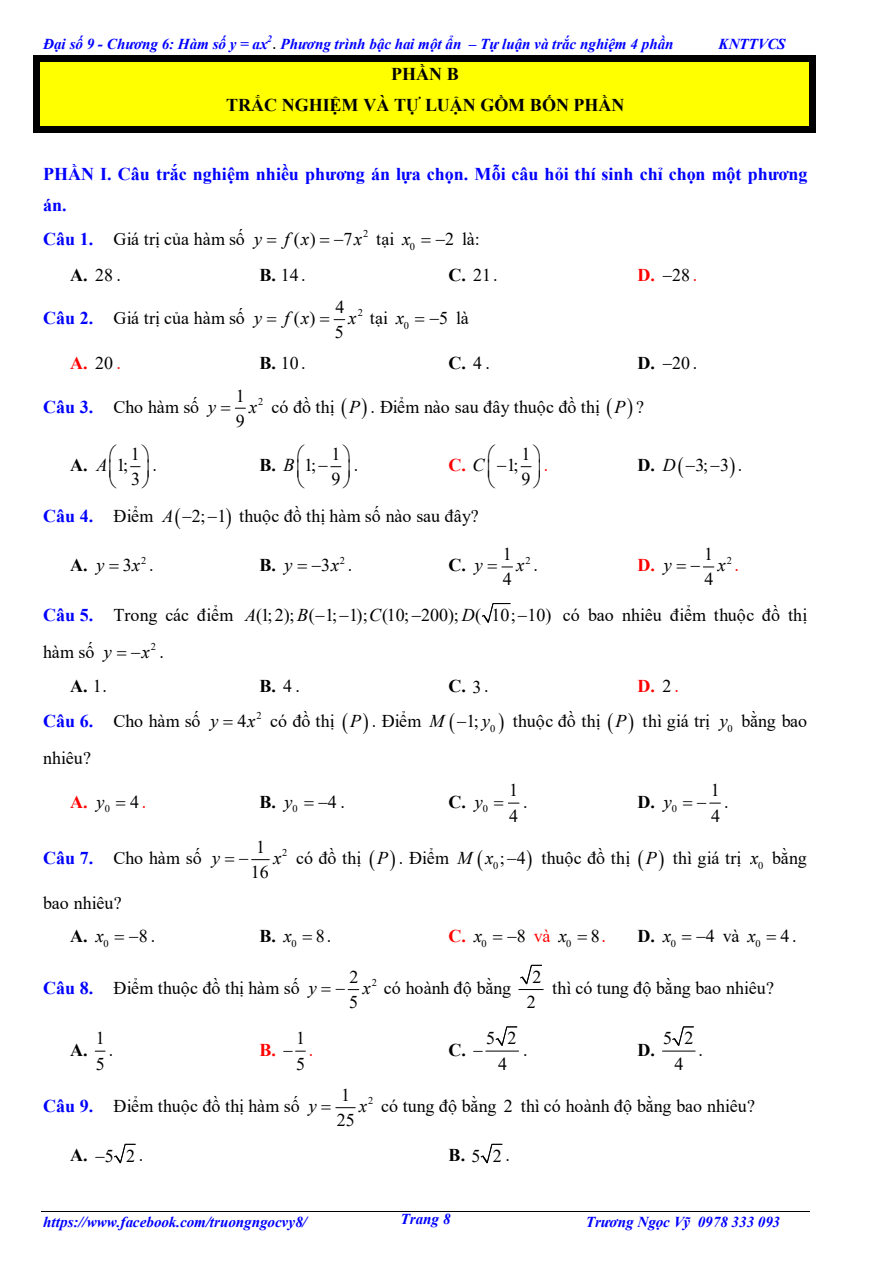 Đại số 9 - Chương 6: Hàm số y = ax². Phương trình bậc hai một ẩn – Tự luận và trắc nghiệm 4 phần KNTTVCS
PHẦN B
TRẮC NGHIỆM VÀ TỰ LUẬN GỒM BỐN PHẦN
PHẦN I. Câu trắc nghiệm nhiều phương án lựa chọn. Mỗi câu hỏi thí sinh chỉ chọn một phương
án.
Câu 1. Giá trị của hàm số y = f(x) = −7x² tại x₀ = −2 là:
A. 28. B. 14. C. 21. D. −28.
Câu 2. Giá trị của hàm số y = f(x) = 4/5 x² tại x₀ = −5 là
A. 20. B. 10. C. 4. D. −20.
Câu 3. Cho hàm số y = 1/9 x² có đồ thị (P). Điểm nào sau đây thuộc đồ thị (P)?
A. A(1; 1/3). B. B(1; −1/9). C. C(−1; 1/9). D. D(−3; −3).
Câu 4. Điểm A(−2; −1) thuộc đồ thị hàm số nào sau đây?
A. y = 3x². B. y = −3x². C. y = 1/4 x². D. y = −1/4 x².
Câu 5. Trong các điểm A(1; 2); B(−1; −1); C(10; −200); D(√10; −10) có bao nhiêu điểm thuộc đồ thị
hàm số y = −x².
A. 1. B. 4. C. 3. D. 2.
Câu 6. Cho hàm số y = 4x² có đồ thị (P). Điểm M(−1; y₀) thuộc đồ thị (P) thì giá trị y₀ bằng bao
nhiêu?
A. y₀ = 4. B. y₀ = −4. C. y₀ = 1/4. D. y₀ = −1/4.
Câu 7. Cho hàm số y = −1/16 x² có đồ thị (P). Điểm M(x₀; −4) thuộc đồ thị (P) thì giá trị x₀ bằng
bao nhiêu?
A. x₀ = −8. B. x₀ = 8. C. x₀ = −8 và x₀ = 8. D. x₀ = −4 và x₀ = 4.
Câu 8. Điểm thuộc đồ thị hàm số y = −2/5 x² có hoành độ bằng √2/2 thì có tung độ bằng bao nhiêu?
A. 1/5. B. −1/5. C. −5√2/4. D. 5√2/4.
Câu 9. Điểm thuộc đồ thị hàm số y = 1/25 x² có tung độ bằng 2 thì có hoành độ bằng bao nhiêu?
A. −5√2. B. 5√2.
https://www.facebook.com/truongngocvy8/ Trang 8 Trương Ngọc Vỹ 0978 333 093